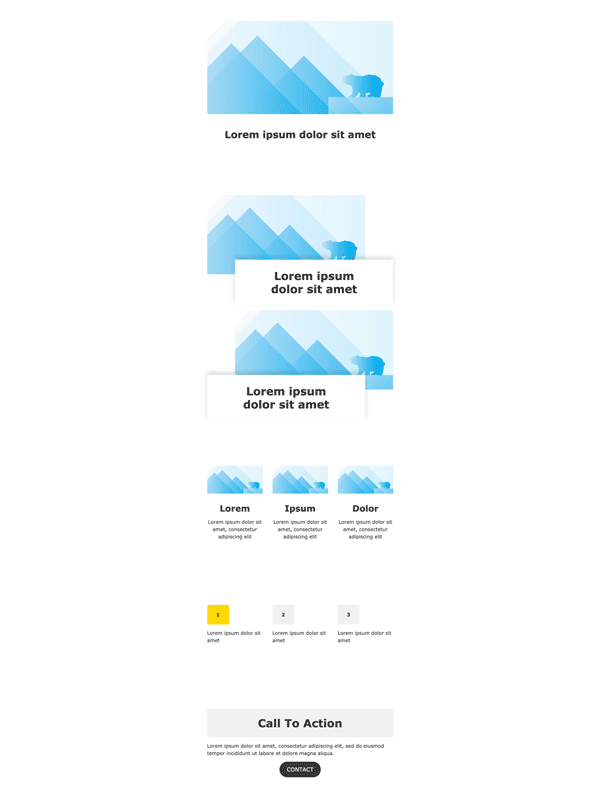 Lorem ipsum dolor sit amet
Lorem ipsum
dolor sit amet
Lorem ipsum
dolor sit amet
Lorem
Ipsum
Dolor
Lorem ipsum dolor sit
amet, consectetur
adipiscing elit
Lorem ipsum dolor sit
amet, consectetur
adipiscing elit
Lorem ipsum dolor sit
amet, consectetur
adipiscing elit
1
2
3
Lorem ipsum dolor sit
amet
Lorem ipsum dolor sit
amet
Lorem ipsum dolor sit
amet
Call To Action
Lorem ipsum dolor sit amet, consectetur adipiscing elit, sed do eiusmod
tempor incididunt ut labore et dolore magna aliqua.
CONTACT